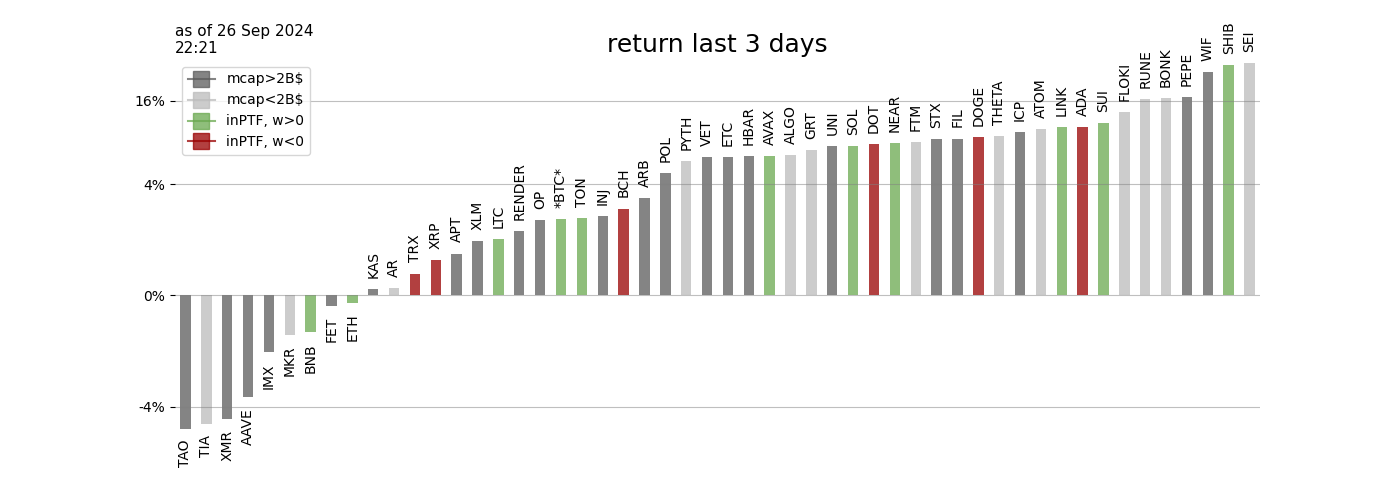 as of 26 Sep 2024
22:21
return last 3 days
mcap>2B$
mcap<2B$
inPTF, w>0
inPTF, w<0
16%
4%
0%
-4%
TAO
TIA
XMR
AAVE
IMX
MKR
BNB
FET
ETH
KAS
AR
TRX
XRP
APT
XLM
LTC
RENDER
OP
*BTC*
TON
INJ
BCH
ARB
POL
PYTH
VET
ETC
HBAR
AVAX
ALGO
GRT
UNI
SOL
DOT
NEAR
FTM
STX
FIL
DOGE
THETA
ICP
ATOM
LINK
ADA
SUI
FLOKI
RUNE
BONK
PEPE
WIF
SHIB
SEI